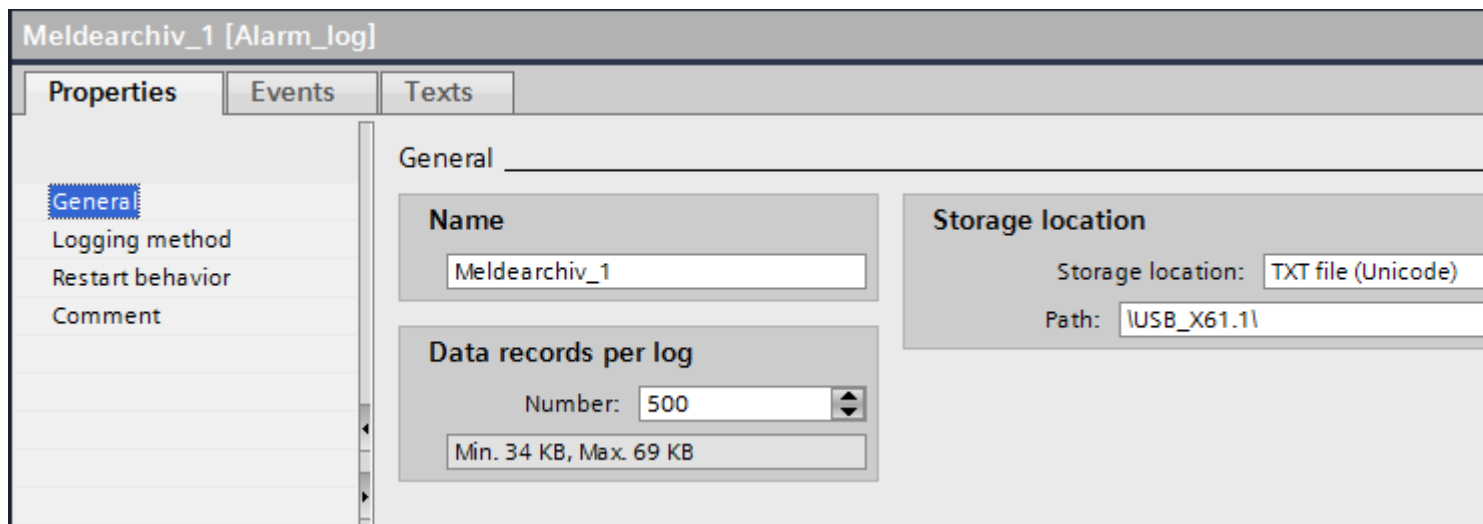 Meldearchiv_1 [Alarm_log]
Properties Events Texts
General
Logging method
Restart behavior
Comment
General
Name
Meldearchiv_1
Data records per log
Number: 500
Min. 34 KB, Max. 69 KB
Storage location
Storage location: TXT file (Unicode)
Path: \USB_X61.1\